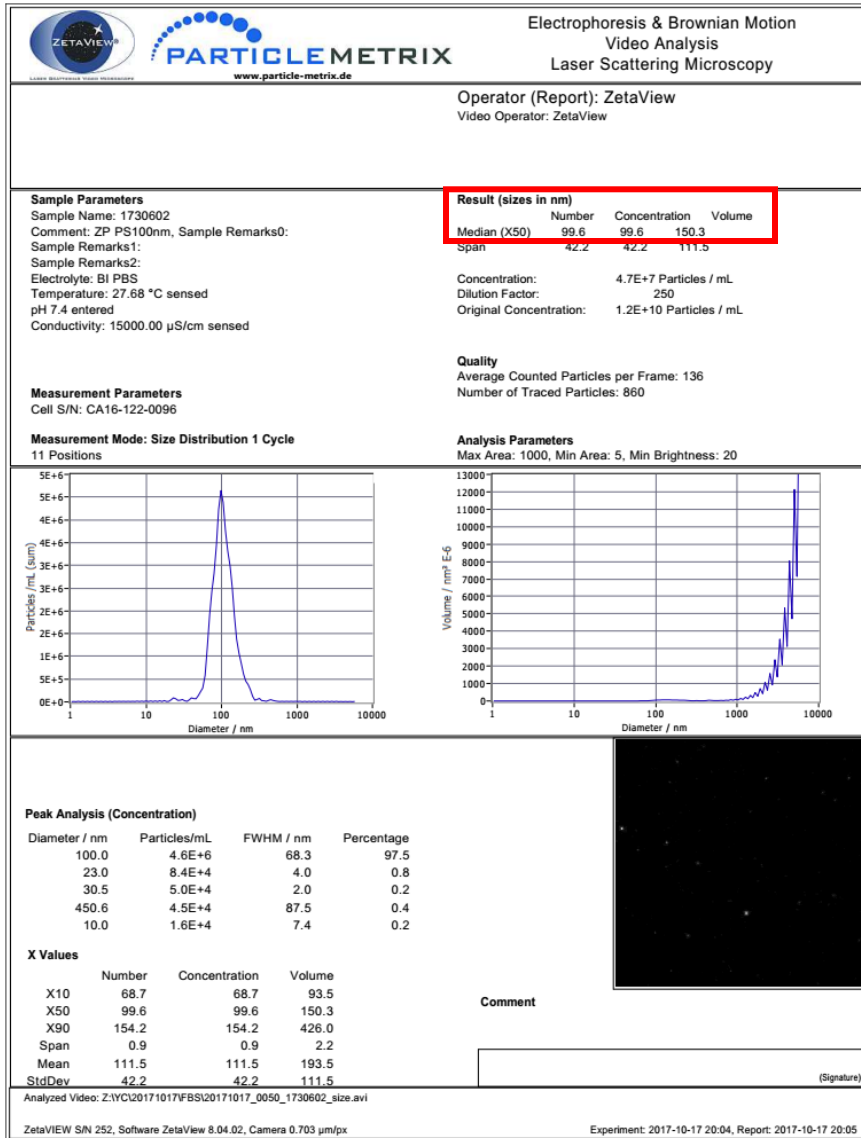 ZETAVIEW®
LASER SCATTERING VIDEO MICROSCOPE
PARTICLE METRIX
www.particle-metrix.de
Electrophoresis & Brownian Motion
Video Analysis
Laser Scattering Microscopy
Operator (Report): ZetaView
Video Operator: ZetaView
Sample Parameters
Sample Name: 1730602
Comment: ZP PS100nm, Sample Remarks0:
Sample Remarks1:
Sample Remarks2:
Electrolyte: BI PBS
Temperature: 27.68 °C sensed
pH 7.4 entered
Conductivity: 15000.00 µS/cm sensed
Measurement Parameters
Cell S/N: CA16-122-0096
Measurement Mode: Size Distribution 1 Cycle
11 Positions
Result (sizes in nm)
Number Concentration Volume
Median (X50) 99.6 99.6 150.3
Span 42.2 42.2 111.5
Concentration: 4.7E+7 Particles / mL
Dilution Factor: 250
Original Concentration: 1.2E+10 Particles / mL
Quality
Average Counted Particles per Frame: 136
Number of Traced Particles: 860
Analysis Parameters
Max Area: 1000, Min Area: 5, Min Brightness: 20
Particles /mL (sum)
5E+6
5E+6
4E+6
4E+6
3E+6
3E+6
2E+6
2E+6
1E+6
5E+5
0E+0
1 10 100 1000 10000
Diameter / nm
Volume / nm³ E-6
13000
12000
11000
10000
9000
8000
7000
6000
5000
4000
3000
2000
1000
0
1 10 100 1000 10000
Diameter / nm
Peak Analysis (Concentration)
Diameter / nm Particles/mL FWHM / nm Percentage
100.0 4.6E+6 68.3 97.5
23.0 8.4E+4 4.0 0.8
30.5 5.0E+4 2.0 0.2
450.6 4.5E+4 87.5 0.4
10.0 1.6E+4 7.4 0.2
X Values
Number Concentration Volume
X10 68.7 68.7 93.5
X50 99.6 99.6 150.3
X90 154.2 154.2 426.0
Span 0.9 0.9 2.2
Mean 111.5 111.5 193.5
StdDev 42.2 42.2 111.5
Comment
(Signature)
Analyzed Video: Z:\YC\20171017\FBS\20171017_0050_1730602_size.avi
ZetaVIEW S/N 252, Software ZetaView 8.04.02, Camera 0.703 µm/px
Experiment: 2017-10-17 20:04, Report: 2017-10-17 20:05